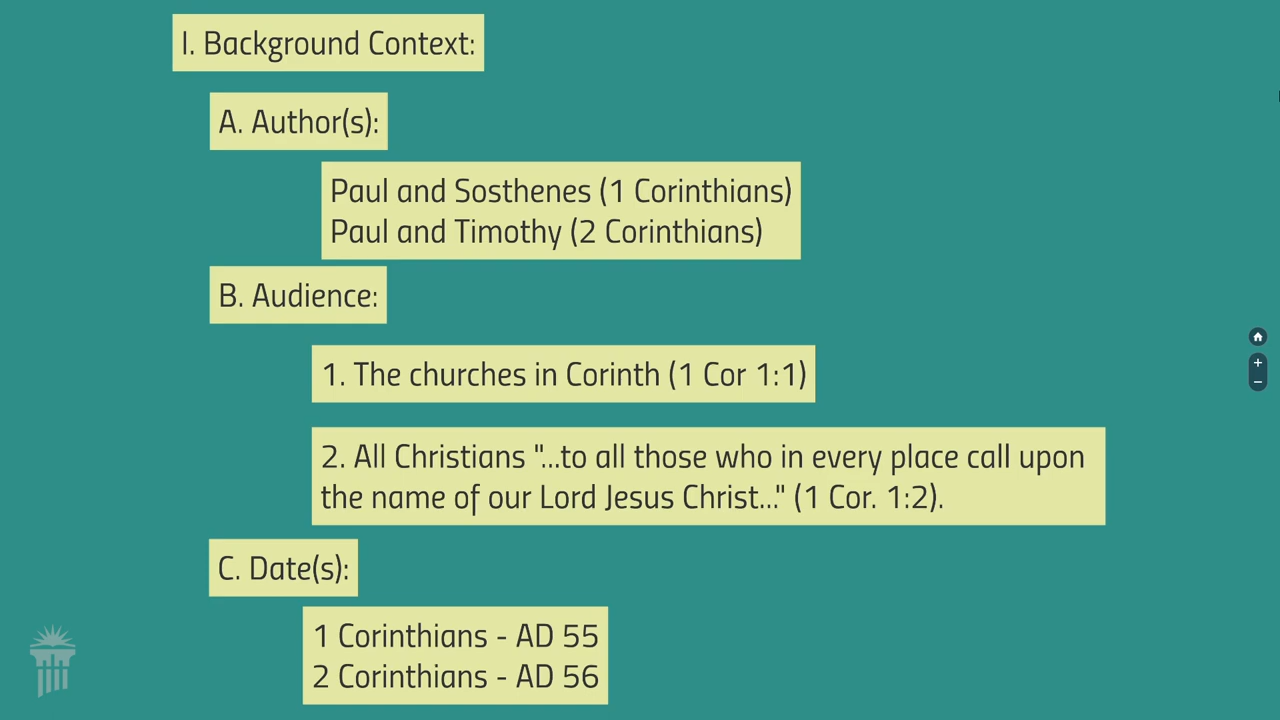 I. Background Context:
A. Author(s):
Paul and Sosthenes (1 Corinthians)
Paul and Timothy (2 Corinthians)
B. Audience:
1. The churches in Corinth (1 Cor 1:1)
2. All Christians "...to all those who in every place call upon
the name of our Lord Jesus Christ..." (1 Cor. 1:2).
C. Date(s):
1 Corinthians - AD 55
2 Corinthians - AD 56